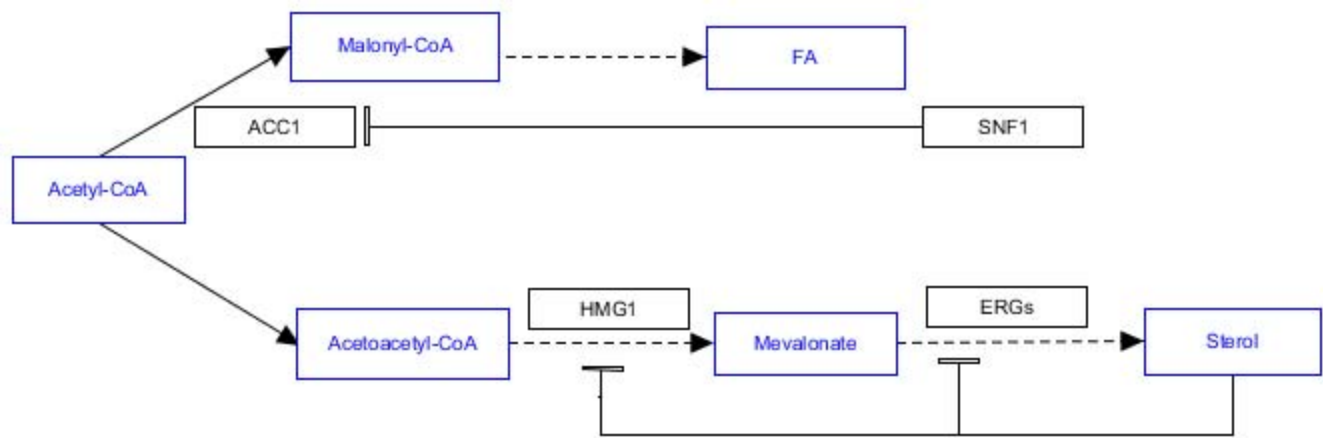 Malonyl-CoA
FA
ACC1
SNF1
Acetyl-CoA
HMG1
ERGs
Acetoacetyl-CoA
Mevalonate
Sterol